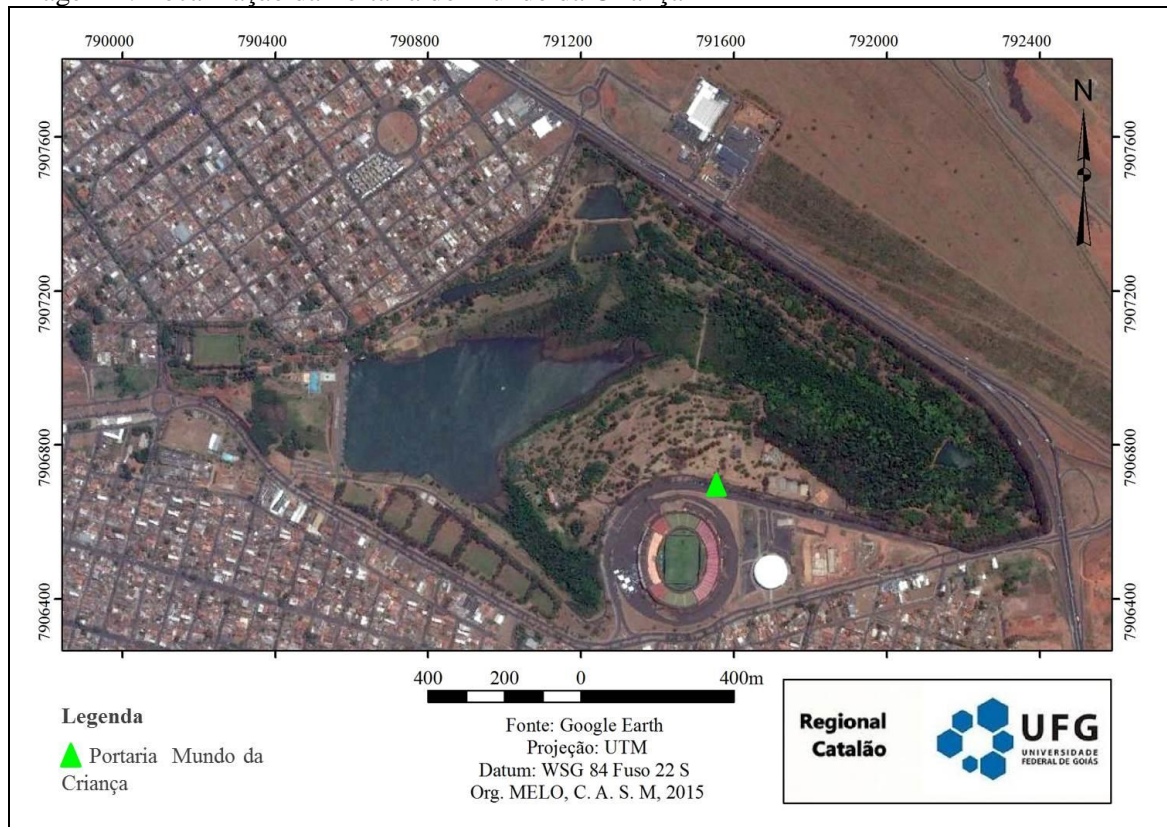 790000 790400 790800 791200 791600 792000 792400
N
7907600 7907600
7907200 7907200
7906800 7906800
7906400 7906400
400 200 0 400m
Legenda
Portaria Mundo da
Criança
Fonte: Google Earth
Projeção: UTM
Datum: WSG 84 Fuso 22 S
Org. MELO, C. A. S. M, 2015
Regional
Catalão
UFG
UNIVERSIDADE
FEDERAL DE GOIÁS